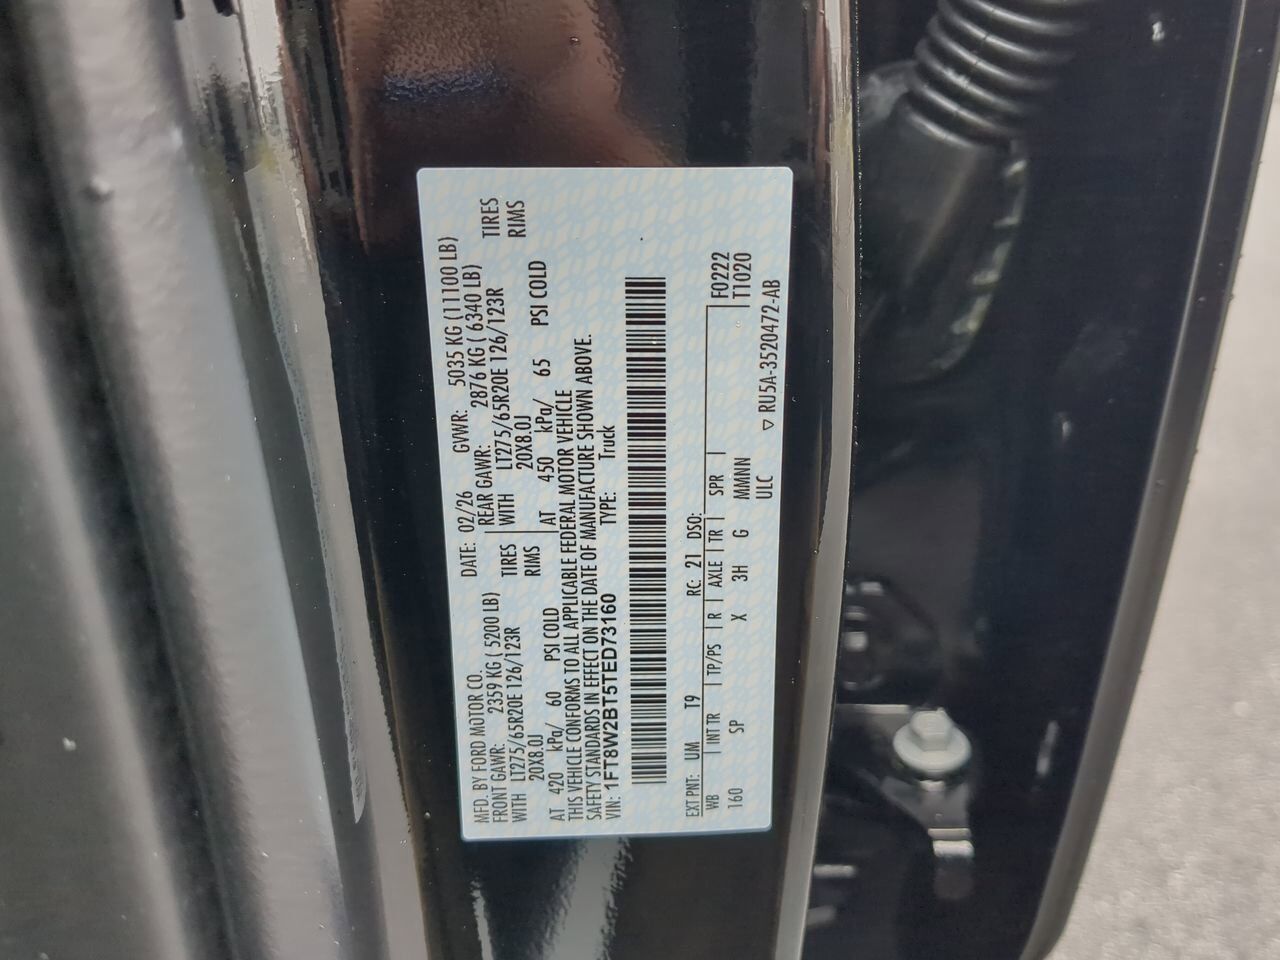 MFD. BY FORD MOTOR CO.
DATE: 02/26 GVWR: 5035 KG (11100 LB)
FRONT GAWR: 2359 KG ( 5200 LB) REAR GAWR: 2876 KG ( 6340 LB)
WITH LT275/65R20E 126/123R TIRES WITH LT275/65R20E 126/123R TIRES
20X8.0J RIMS 20X8.0J RIMS
AT 420 kPa/ 60 PSI COLD AT 450 kPa/ 65 PSI COLD
THIS VEHICLE CONFORMS TO ALL APPLICABLE FEDERAL MOTOR VEHICLE
SAFETY STANDARDS IN EFFECT ON THE DATE OF MANUFACTURE SHOWN ABOVE.
VIN: 1FT8W2BT5TED73160 TYPE: Truck
EXT PNT: UM T9 RC: 21 DSO:
WB INT TR TP/PS R AXLE TR SPR F0222
160 SP X 3H G MMNN T1020
ULC ▽ RU5A-3520472-AB